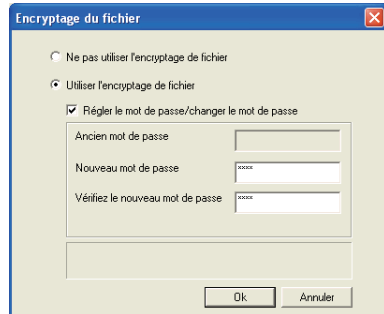 Encryptage du fichier
Ne pas utiliser l'encryptage de fichier
Utiliser l'encryptage de fichier
Régler le mot de passe/changer le mot de passe
Ancien mot de passe
Nouveau mot de passe
xxxx
Vérifiez le nouveau mot de passe
xxxx
Ok
Annuler